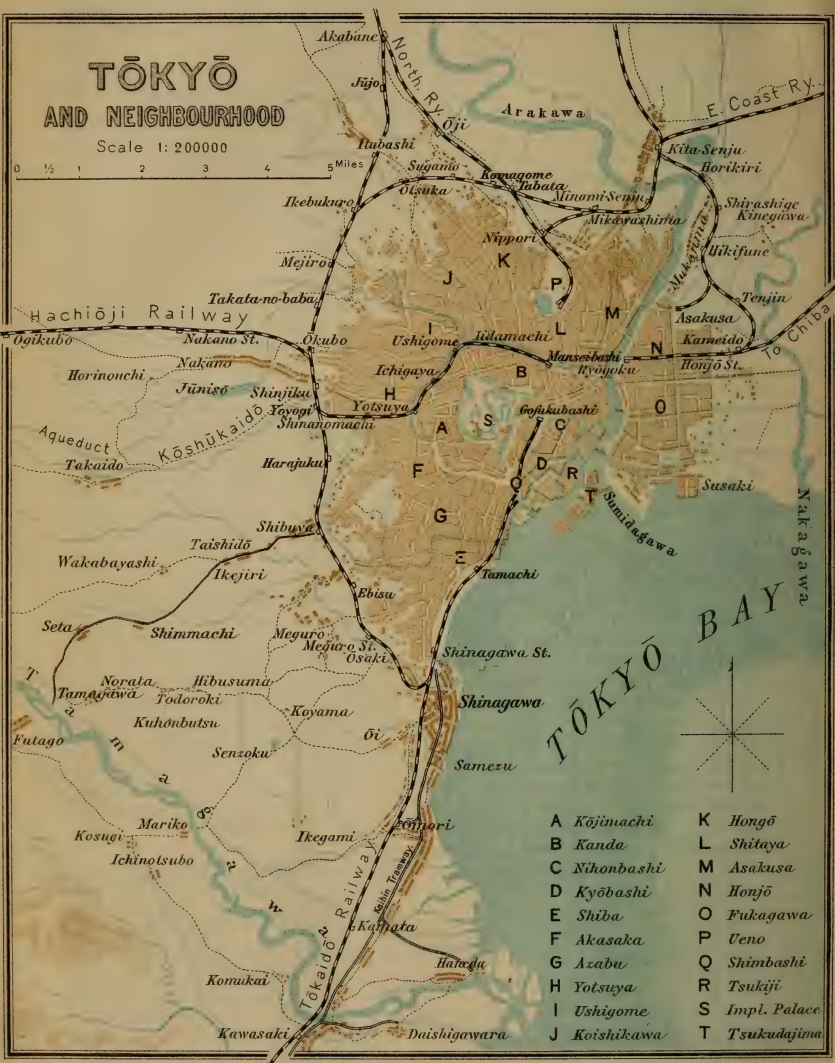 TŌKYŌ
AND NEIGHBOURHOOD
Scale 1: 200000
0 ½ 1 2 3 4 5 Miles
Akabane
Jūjo
North. Ry.
Ōji
Arakawa
E. Coast Ry.
Itabashi
Sugamo
Otsuka
Komagome
Tabata
Kita-Senju
Horikiri
Ikebukuro
Minami-Senju
Mikawashima
Shirashige
Kinegawa
Nippori
Mukōjima
Hikifune
Mejiro
J
K
P
Takata-no-baba
M
Tenjin
Asakusa
Hachiōji Railway
I
L
Kameido
To Chiba
Ogikubo
Nakano St.
Ōkubo
Ushigome
Iidamachi
Manseibashi
Ryōgoku
N
Honjō St.
Nakano
Ichigaya
B
Horinouchi
Jūnisō
Shinjiku
H
O
Yoyogi
Yotsuya
Gofukubashi
Shinanomachi
A
S
C
Aqueduct
Kōshūkaidō
Takaido
Harajuku
F
D
R
Q
T
Susaki
Sumidagawa
Nakagawa
G
Shibuya
Taishidō
Wakabayashi
Ikejiri
E
Tamachi
Ebisu
Seta
Shimmachi
Meguro
Meguro St.
Osaki
Shinagawa St.
TŌKYŌ BAY
Tamagawa
Norata
Hibusuma
Tamagawa
Todoroki
Koyama
Shinagawa
Kuhonbutsu
Futago
Senzoku
Ōi
Samezu
Mariko
Kosugi
Ichinotsubo
Ikegami
Ōmori
Tōkaidō Railway
Keihin Tramway
Kamata
Haneda
Komukai
Kawasaki
Daishigawara
A Kōjimachi
B Kanda
C Nihonbashi
D Kyōbashi
E Shiba
F Akasaka
G Azabu
H Yotsuya
I Ushigome
J Koishikawa
K Hongō
L Shitaya
M Asakusa
N Honjō
O Fukagawa
P Ueno
Q Shimbashi
R Tsukiji
S Impl. Palace
T Tsukudajima